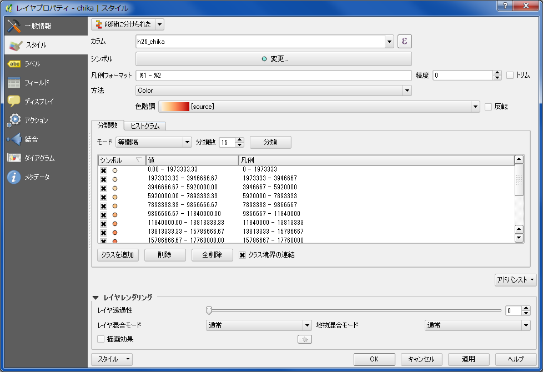 レイヤプロパティ - chika | スタイル
一般情報
スタイル
ラベル
フィールド
ディスプレイ
アクション
結合
ダイアグラム
メタデータ
段階に分けられた
カラム
n26_chika
ε
シンボル
変更...
凡例フォーマット
%1 - %2
精度
0
トリム
方法
Color
色階調
[source]
反転
分類閾数
ヒストグラム
モード
等間隔
分類数
15
分類
シンボル
値
凡例
0.00 - 1973333.33
0 - 1973333
1973333.33 - 3946666.67
1973333 - 3946667
3946666.67 - 5920000.00
3946667 - 5920000
5920000.00 - 7893333.33
5920000 - 7893333
7893333.33 - 9866666.67
7893333 - 9866667
9866666.67 - 11840000.00
9866667 - 11840000
11840000.00 - 13813333.33
11840000 - 13813333
13813333.33 - 15786666.67
13813333 - 15786667
15786666.67 - 17760000.00
15786667 - 17760000
クラスを追加
削除
全削除
クラス境界の連結
アドバンスト
レイヤレンダリング
レイヤ透過性
0
レイヤ混合モード
通常
地物混合モード
通常
描画効果
スタイル
OK
キャンセル
適用
ヘルプ